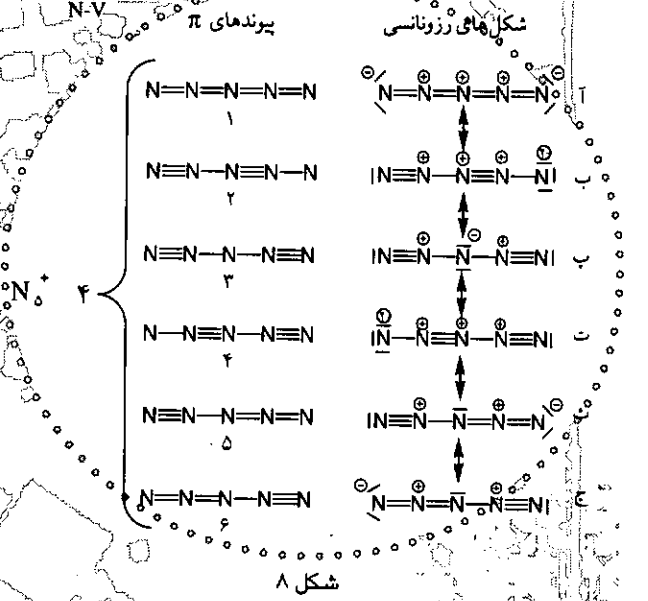 N-V
پیوندهای π
شکل‌های رزونانسی
N=N=N=N=N
۱
⊖ N=N⊕=N⊕=N⊕=N ⊖ آ
N≡N–N≡N–N
۲
|N≡N⊕–N⊕≡N⊕–N| ب
N≡N–N–N≡N
۳
|N≡N⊕–N⊖–N⊕≡N| پ
N₅⁺
۴
N–N≡N–N≡N
۴
|N–N⊕≡N⊕–N⊕≡N| ت
N≡N–N=N=N
۵
|N≡N⊕–N=N⊕=N ⊖
N=N=N–N≡N
۶
⊖ N=N⊕=N–N⊕≡N| ج
شکل ۸